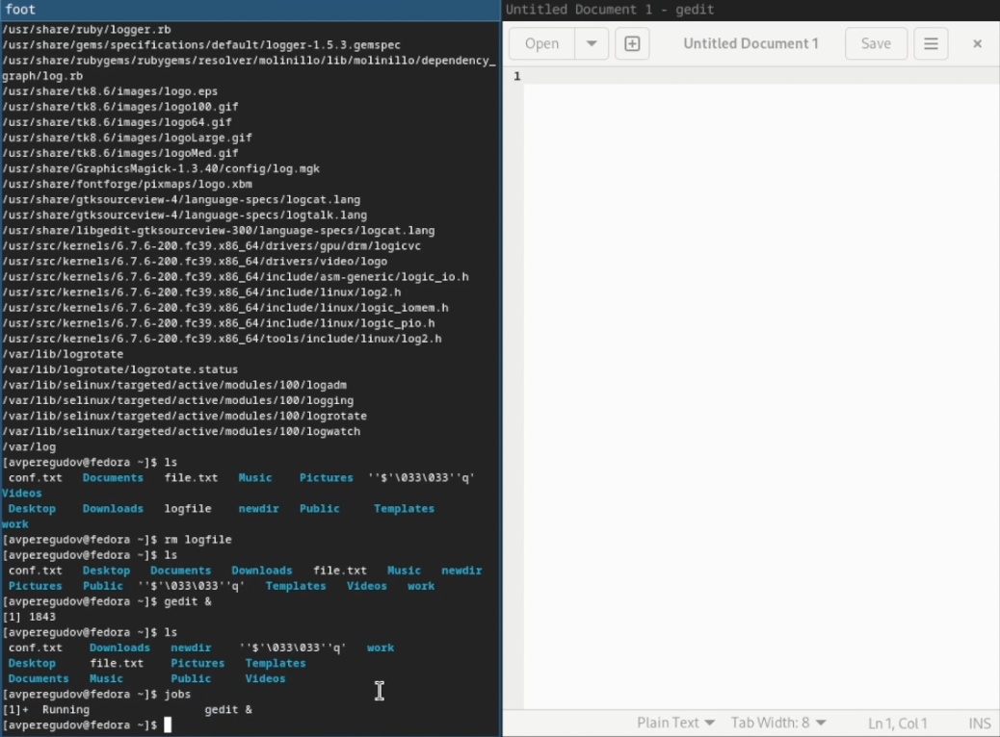 foot
/usr/share/ruby/logger.rb
/usr/share/gems/specifications/default/logger-1.5.3.gemspec
/usr/share/rubygems/rubygems/resolver/molinillo/lib/molinillo/dependency_
graph/log.rb
/usr/share/tk8.6/images/logo.eps
/usr/share/tk8.6/images/logo100.gif
/usr/share/tk8.6/images/logo64.gif
/usr/share/tk8.6/images/logoLarge.gif
/usr/share/tk8.6/images/logoMed.gif
/usr/share/GraphicsMagick-1.3.40/config/log.mgk
/usr/share/fontforge/pixmaps/logo.xbm
/usr/share/gtksourceview-4/language-specs/logcat.lang
/usr/share/gtksourceview-4/language-specs/logtalk.lang
/usr/share/libgedit-gtksourceview-300/language-specs/logcat.lang
/usr/src/kernels/6.7.6-200.fc39.x86_64/drivers/gpu/drm/logicvc
/usr/src/kernels/6.7.6-200.fc39.x86_64/drivers/video/logo
/usr/src/kernels/6.7.6-200.fc39.x86_64/include/asm-generic/logic_io.h
/usr/src/kernels/6.7.6-200.fc39.x86_64/include/linux/log2.h
/usr/src/kernels/6.7.6-200.fc39.x86_64/include/linux/logic_iomem.h
/usr/src/kernels/6.7.6-200.fc39.x86_64/include/linux/logic_pio.h
/usr/src/kernels/6.7.6-200.fc39.x86_64/tools/include/linux/log2.h
/var/lib/logrotate
/var/lib/logrotate/logrotate.status
/var/lib/selinux/targeted/active/modules/100/logadm
/var/lib/selinux/targeted/active/modules/100/logging
/var/lib/selinux/targeted/active/modules/100/logrotate
/var/lib/selinux/targeted/active/modules/100/logwatch
/var/log
[avperegudov@fedora ~]$ ls
conf.txt Documents file.txt Music Pictures ''$'\033\033''q'
Videos
Desktop Downloads logfile newdir Public Templates
work
[avperegudov@fedora ~]$ rm logfile
[avperegudov@fedora ~]$ ls
conf.txt Desktop Documents Downloads file.txt Music newdir
Pictures Public ''$'\033\033''q' Templates Videos work
[avperegudov@fedora ~]$ gedit &
[1] 1843
[avperegudov@fedora ~]$ ls
conf.txt Downloads newdir ''$'\033\033''q' work
Desktop file.txt Pictures Templates
Documents Music Public Videos
[avperegudov@fedora ~]$ jobs
[1]+ Running gedit &
[avperegudov@fedora ~]$
Untitled Document 1 - gedit
Open Untitled Document 1 Save
1
Plain Text Tab Width: 8 Ln 1, Col 1 INS